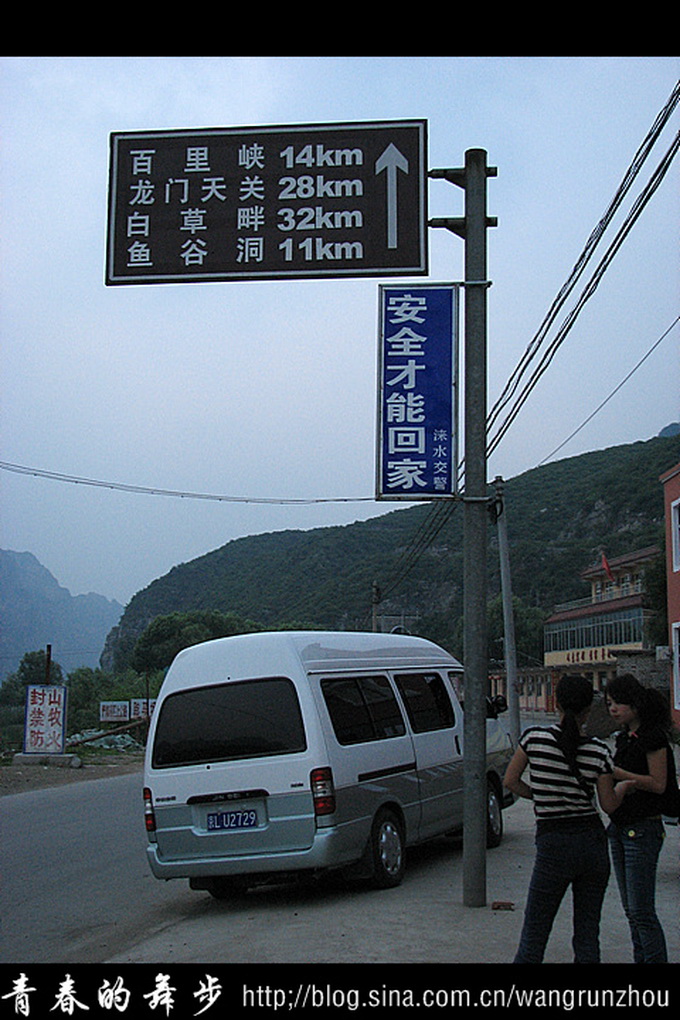 百里峡 14km
龙门天关 28km
白草畔 32km
鱼谷洞 11km
安全才能回家
涞水交警
封山
禁牧
防火
U2729
青春的舞步 http://blog.sina.com.cn/wangrunzhou